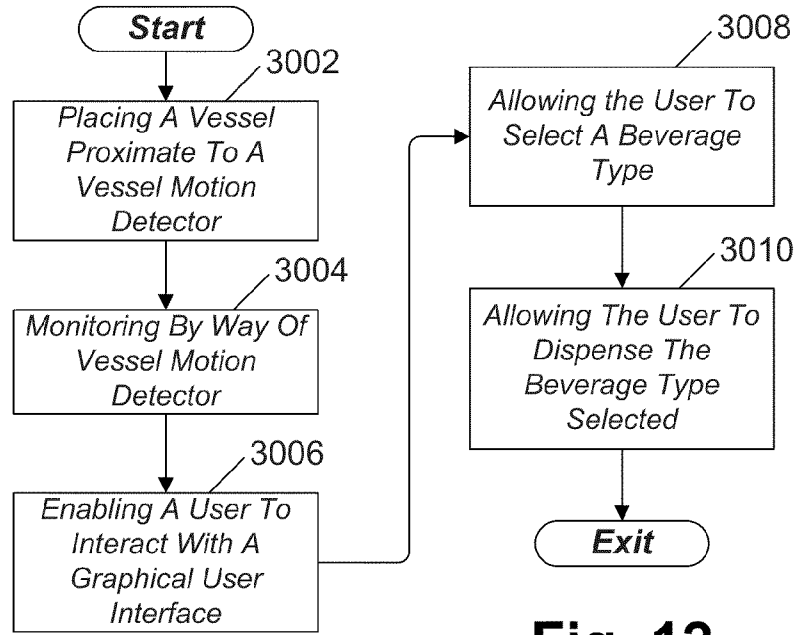 Start
3002
Placing A Vessel
Proximate To A
Vessel Motion
Detector
3004
Monitoring By Way Of
Vessel Motion
Detector
3006
Enabling A User To
Interact With A
Graphical User
Interface
3008
Allowing the User To
Select A Beverage
Type
3010
Allowing The User To
Dispense The
Beverage Type
Selected
Exit